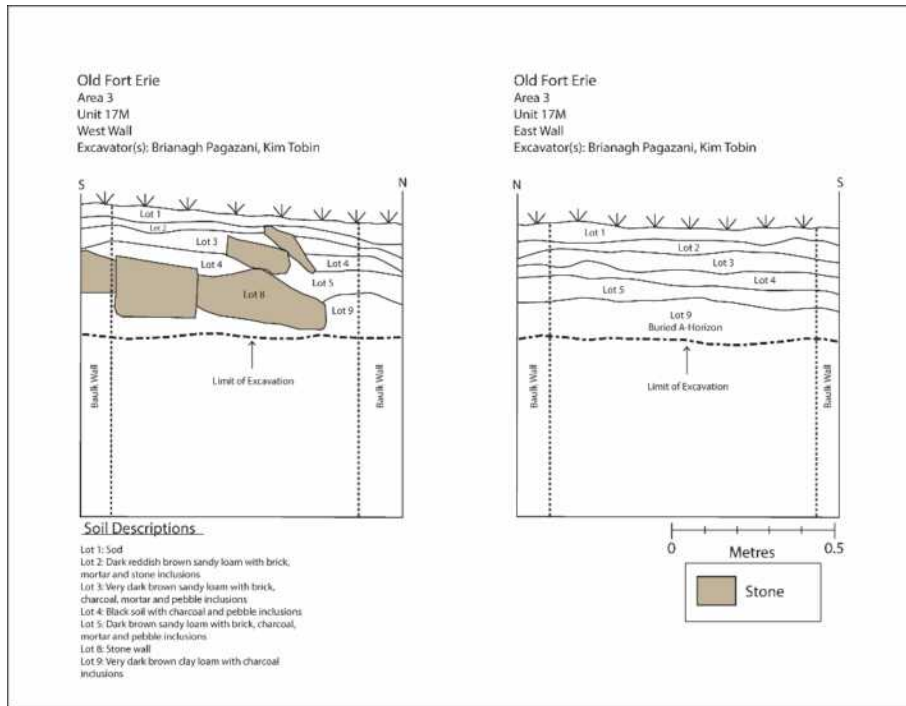 Old Fort Erie
Area 3
Unit 17M
West Wall
Excavator(s): Brianagh Pagazani, Kim Tobin
S
N
Lot 1
Lot 2
Lot 3
Lot 4
Lot 4
Lot 5
Lot 8
Lot 9
Limit of Excavation
Baulk Wall
Baulk Wall
Soil Descriptions
Lot 1: Sod
Lot 2: Dark reddish brown sandy loam with brick,
mortar and stone inclusions
Lot 3: Very dark brown sandy loam with brick,
charcoal, mortar and pebble inclusions
Lot 4: Black soil with charcoal and pebble inclusions
Lot 5: Dark brown sandy loam with brick, charcoal,
mortar and pebble inclusions
Lot 8: Stone wall
Lot 9: Very dark brown clay loam with charcoal
inclusions
Old Fort Erie
Area 3
Unit 17M
East Wall
Excavator(s): Brianagh Pagazani, Kim Tobin
N
S
Lot 1
Lot 2
Lot 3
Lot 4
Lot 5
Lot 9
Buried A-Horizon
Limit of Excavation
Baulk Wall
Baulk Wall
0
Metres
0.5
Stone